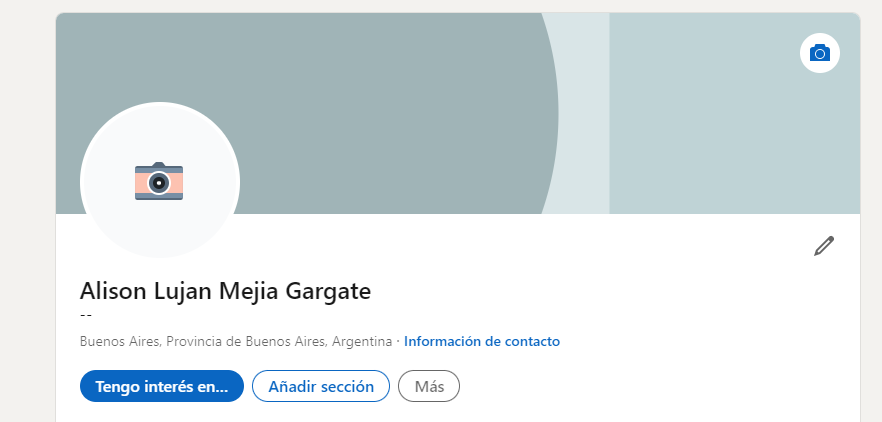 Alison Lujan Mejia Gargate
--
Buenos Aires, Provincia de Buenos Aires, Argentina · Información de contacto
Tengo interés en... Añadir sección Más